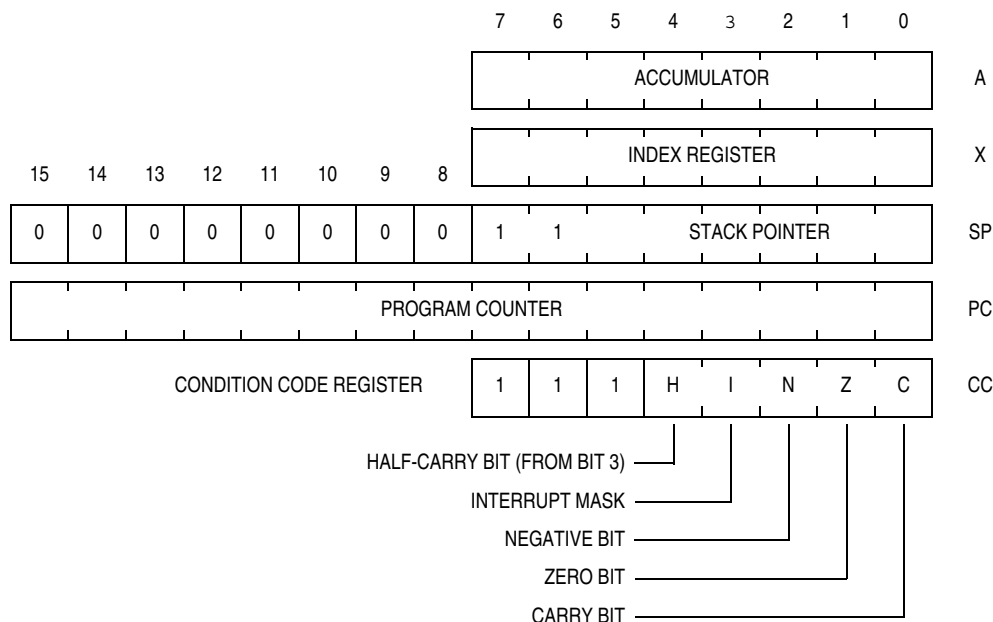 7 6 5 4 3 2 1 0
ACCUMULATOR A
INDEX REGISTER X
15 14 13 12 11 10 9 8
0 0 0 0 0 0 0 0 1 1 STACK POINTER SP
PROGRAM COUNTER PC
CONDITION CODE REGISTER 1 1 1 H I N Z C CC
HALF-CARRY BIT (FROM BIT 3)
INTERRUPT MASK
NEGATIVE BIT
ZERO BIT
CARRY BIT